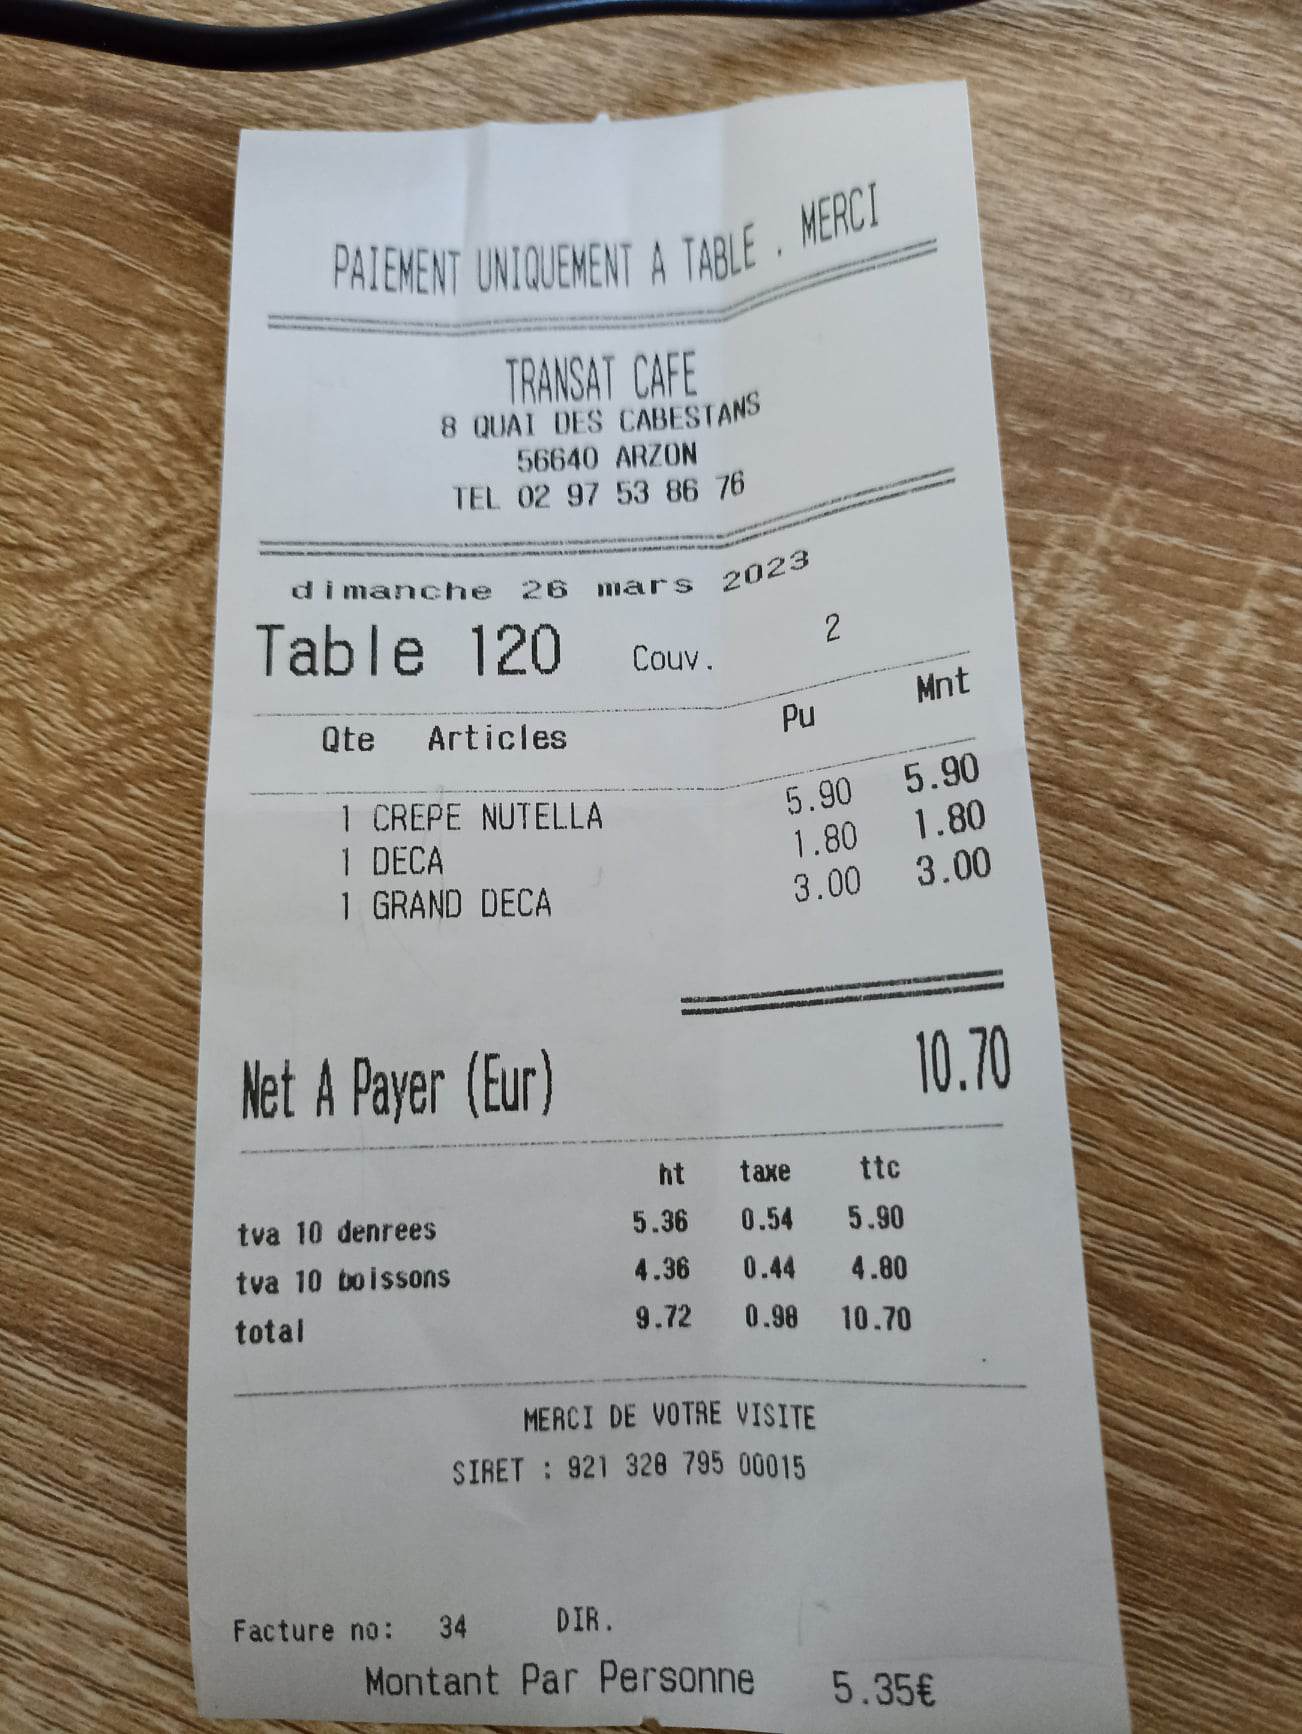 PAIEMENT UNIQUEMENT A TABLE . MERCI
TRANSAT CAFE
8 QUAI DES CABESTANS
56640 ARZON
TEL 02 97 53 86 76
dimanche 26 mars 2023
Table 120 Couv. 2
Qte Articles Pu Mnt
1 CREPE NUTELLA 5.90 5.90
1 DECA 1.80 1.80
1 GRAND DECA 3.00 3.00
Net A Payer (Eur) 10.70
ht taxe ttc
tva 10 denrees 5.36 0.54 5.90
tva 10 boissons 4.36 0.44 4.80
total 9.72 0.98 10.70
MERCI DE VOTRE VISITE
SIRET : 921 328 795 00015
Facture no: 34 DIR.
Montant Par Personne 5.35€